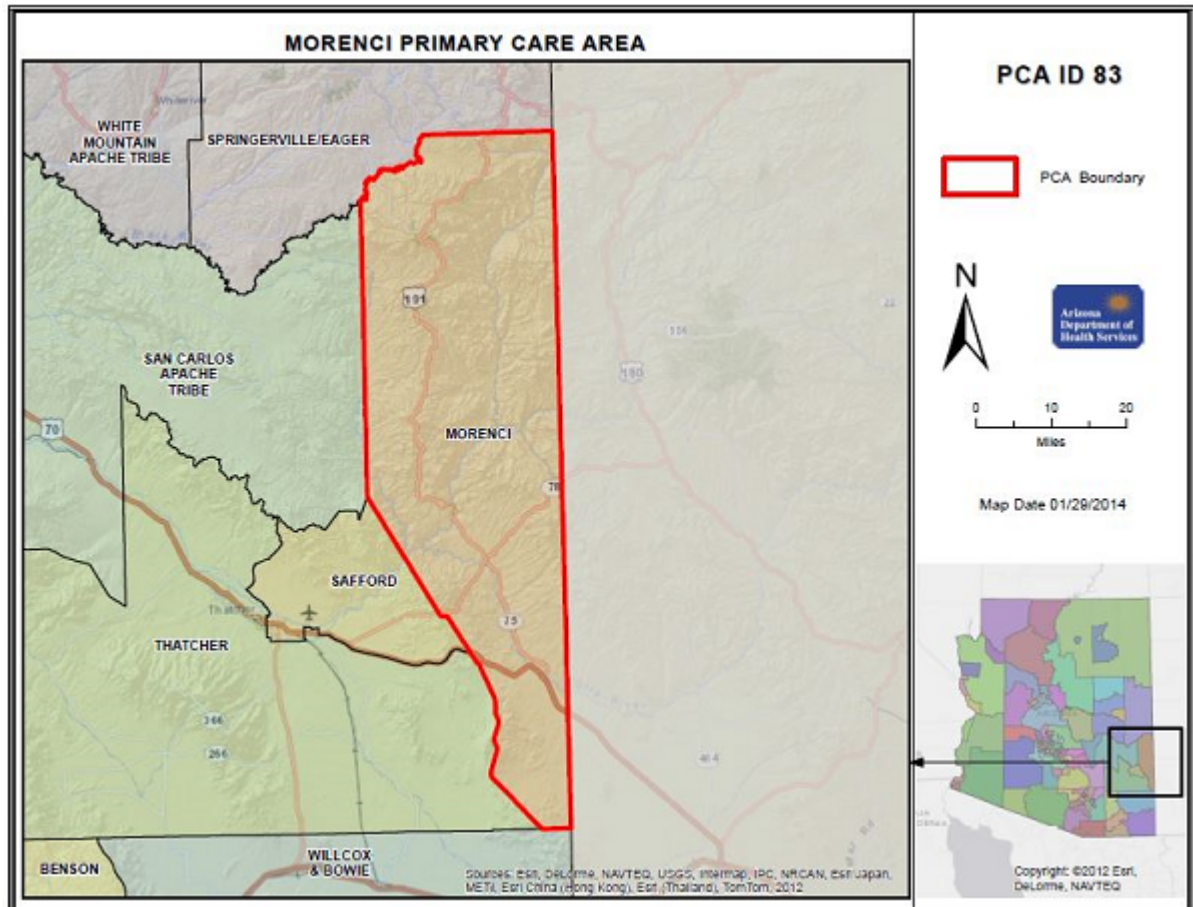 MORENCI PRIMARY CARE AREA
Whiteriver
WHITE
MOUNTAIN
APACHE TRIBE
SPRINGERVILLE/EAGER
191
180
SAN CARLOS
APACHE
TRIBE
70
MORENCI
78
SAFFORD
Thatcher
75
THATCHER
366
266
464
BENSON
WILLCOX
& BOWIE
Sources: Esri, DeLorme, NAVTEQ, USGS, Intermap, iPC, NRCAN, Esri Japan,
METI, Esri China (Hong Kong), Esri (Thailand), TomTom, 2012
PCA ID 83
PCA Boundary
N
Arizona
Department of
Health Services
0 10 20
Miles
Map Date 01/29/2014
Copyright: ©2012 Esri,
DeLorme, NAVTEQ